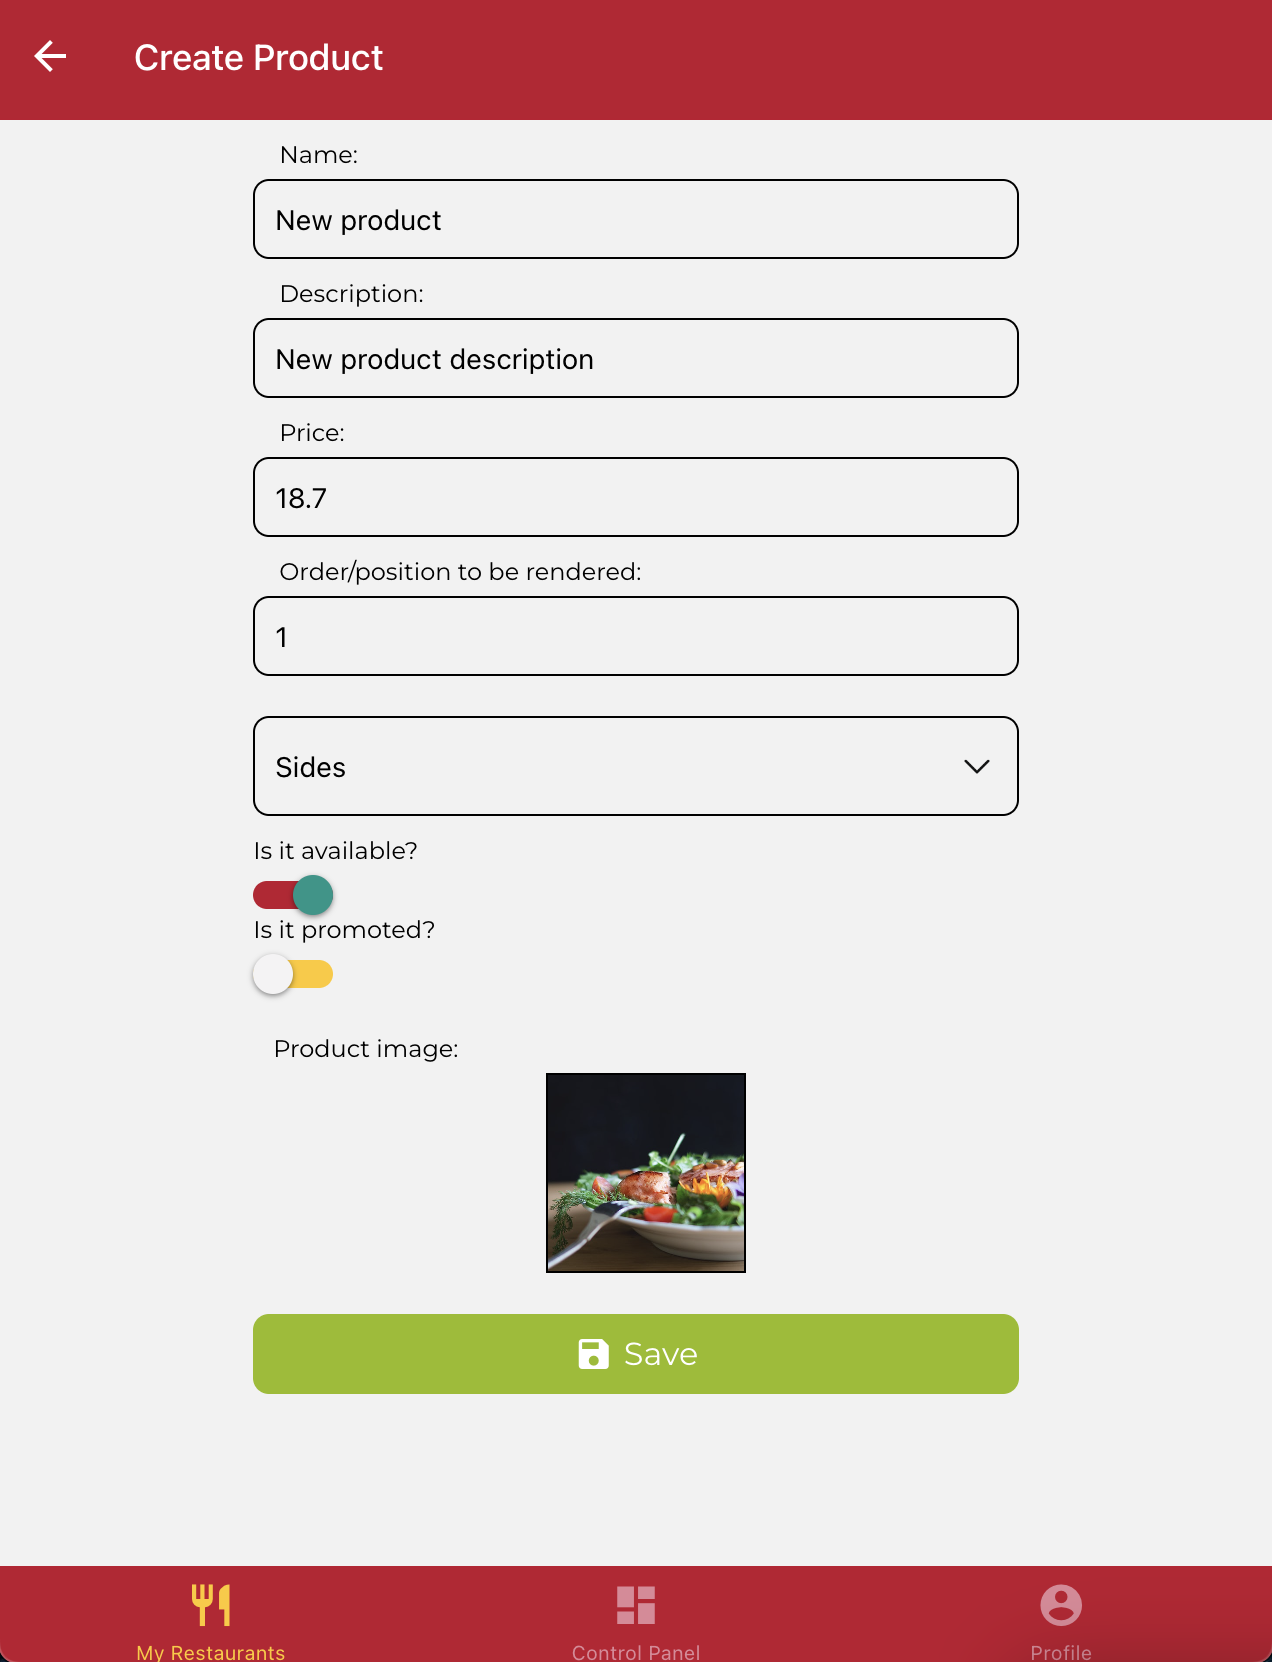 Create Product
Name:
New product
Description:
New product description
Price:
18.7
Order/position to be rendered:
1
Sides
Is it available?
Is it promoted?
Product image:
Save
My Restaurants
Control Panel
Profile